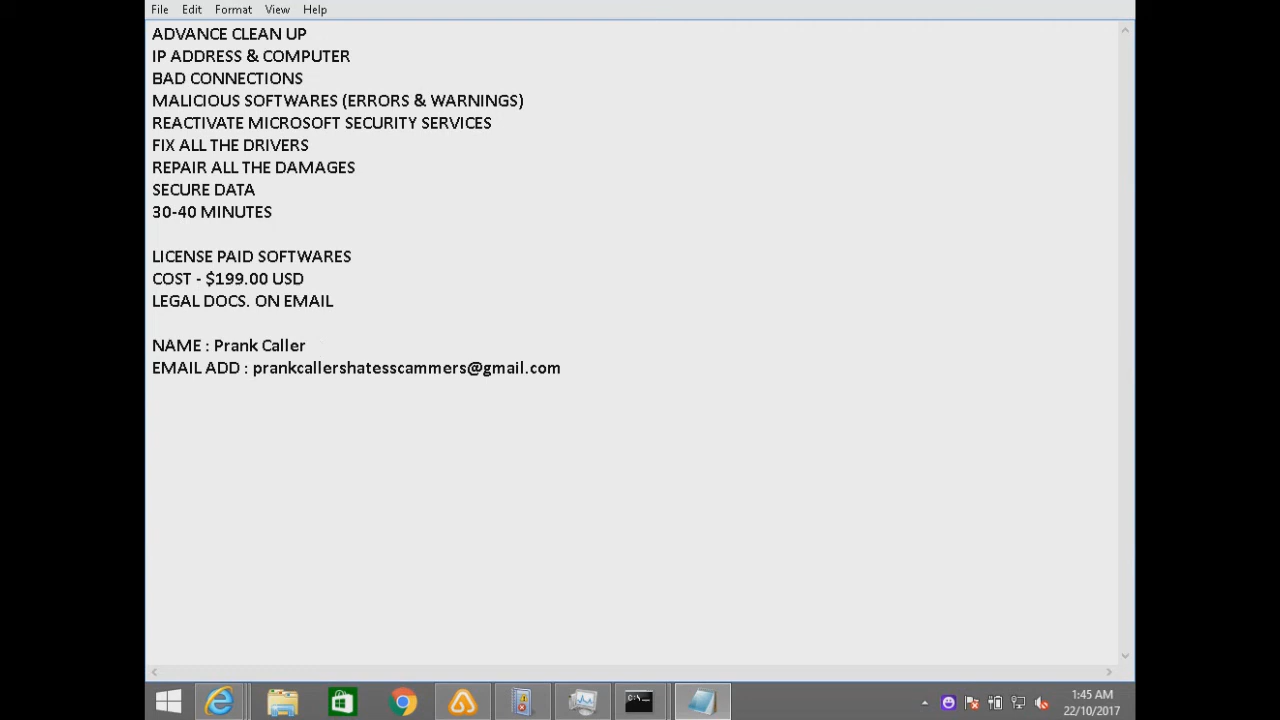 File Edit Format View Help
ADVANCE CLEAN UP
IP ADDRESS & COMPUTER
BAD CONNECTIONS
MALICIOUS SOFTWARES (ERRORS & WARNINGS)
REACTIVATE MICROSOFT SECURITY SERVICES
FIX ALL THE DRIVERS
REPAIR ALL THE DAMAGES
SECURE DATA
30-40 MINUTES
LICENSE PAID SOFTWARES
COST - $199.00 USD
LEGAL DOCS. ON EMAIL
NAME : Prank Caller
EMAIL ADD : prankcallershatesscammers@gmail.com
1:45 AM
22/10/2017